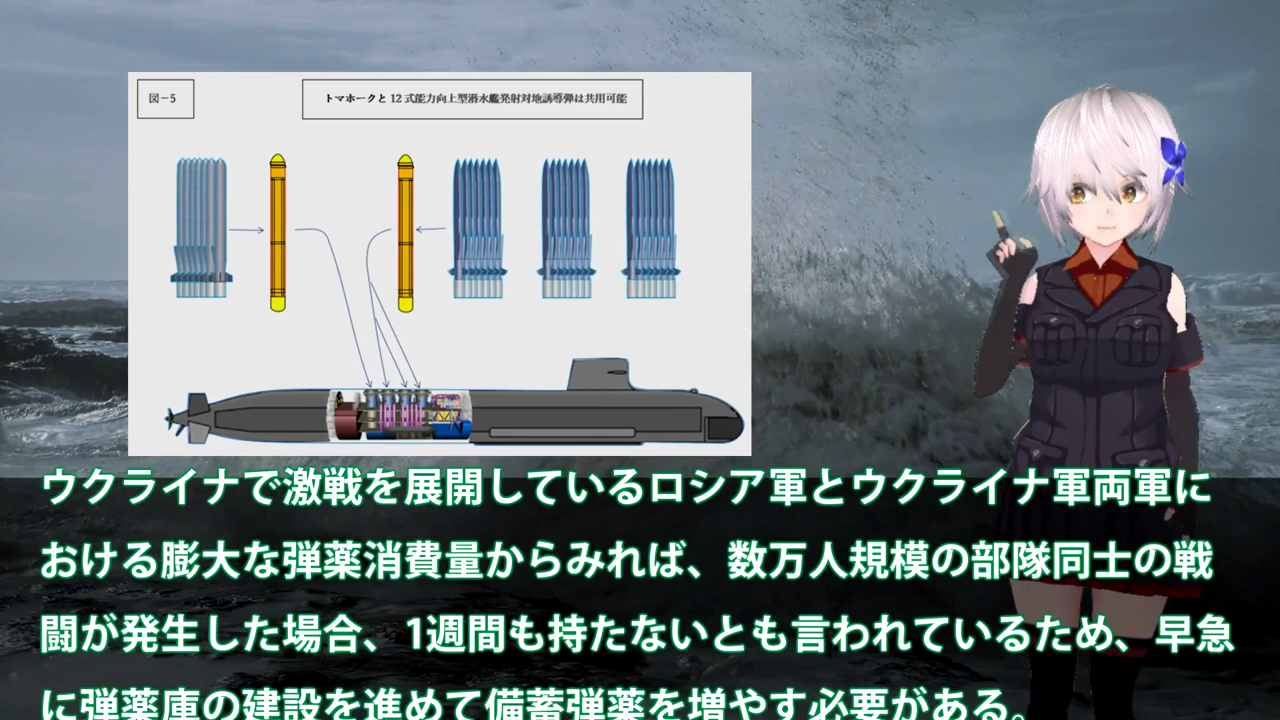 図－5
トマホークと 12 式能力向上型潜水艦発射対地誘導弾は共用可能
ウクライナで激戦を展開しているロシア軍とウクライナ軍両軍に
おける膨大な弾薬消費量からみれば、数万人規模の部隊同士の戦
闘が発生した場合、1週間も持たないとも言われているため、早急
に弾薬庫の建設を進めて備蓄弾薬を増やす必要がある。